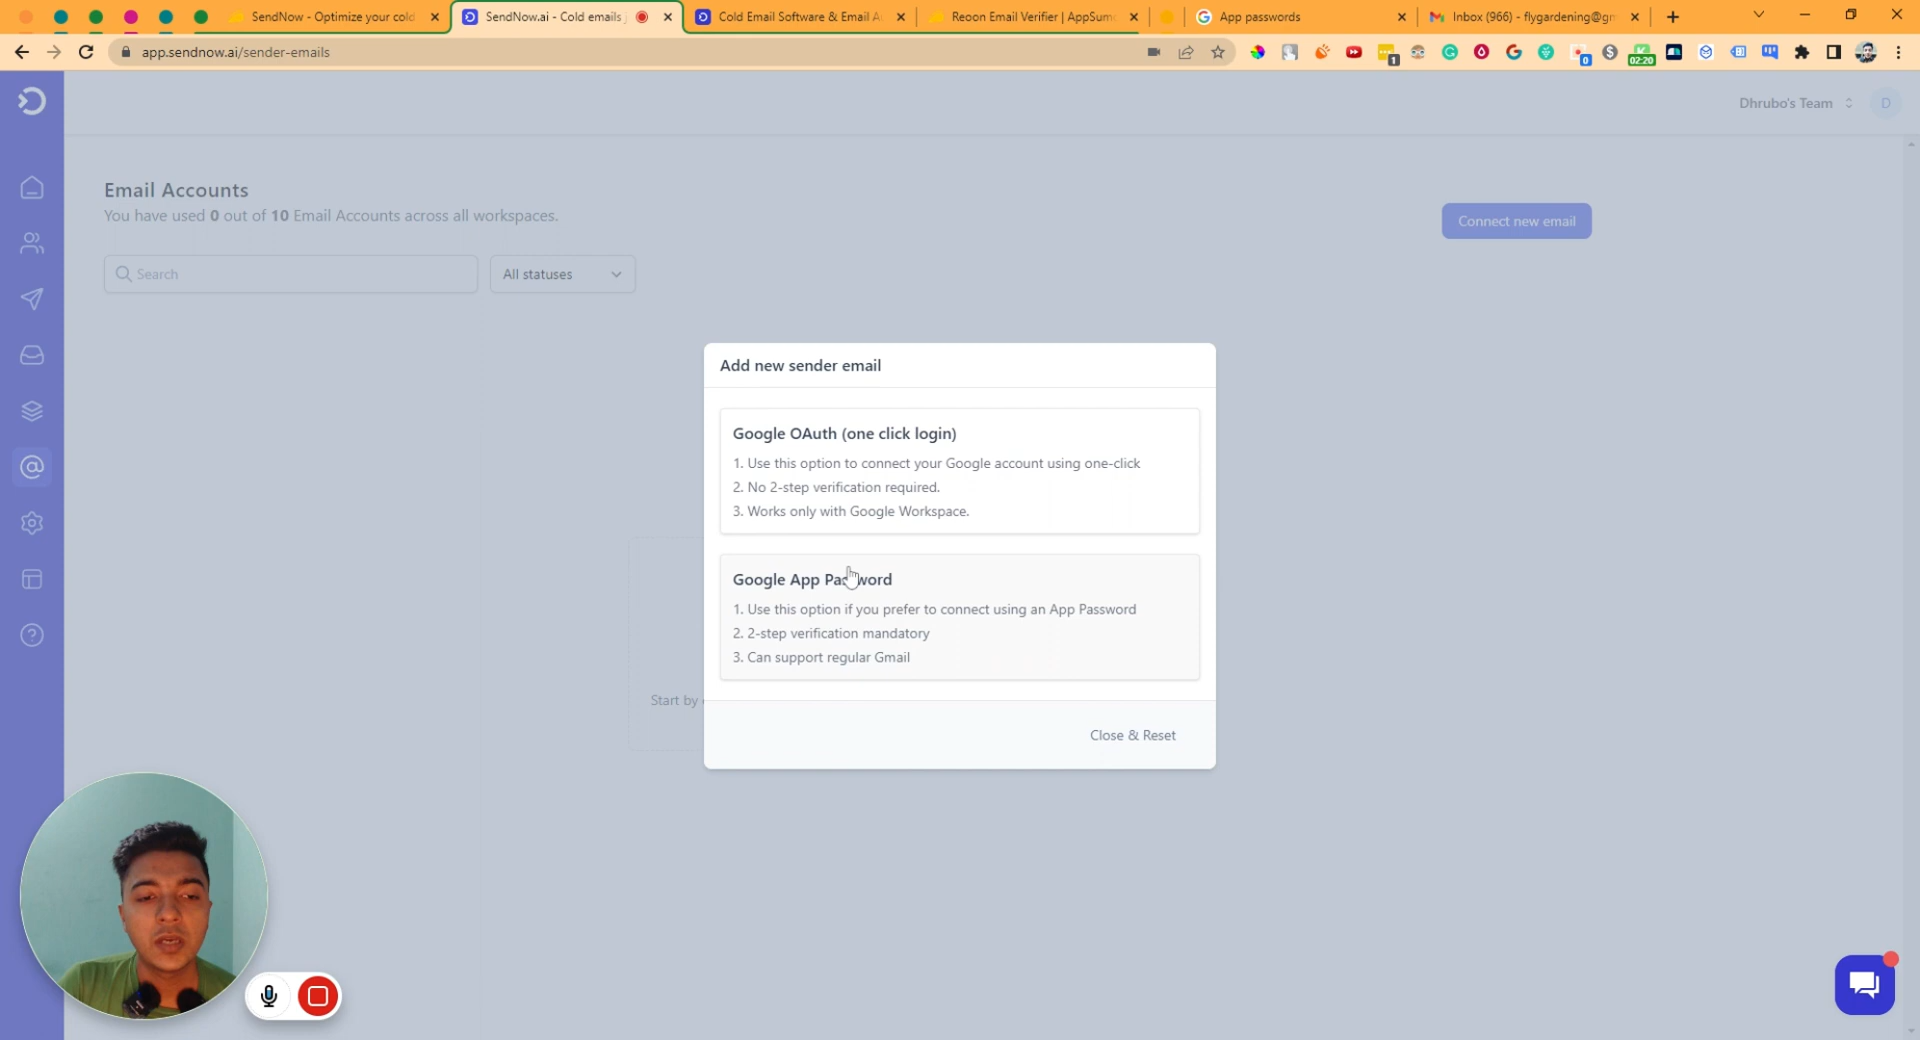 SendNow - Optimize your cold
SendNow.ai - Cold emails
Cold Email Software & Email A
Reoon Email Verifier | AppSum
App passwords
Inbox (966) - flygardening@gm
app.sendnow.ai/sender-emails
1
0
02:20
Dhrubo's Team
D
Email Accounts
You have used 0 out of 10 Email Accounts across all workspaces.
Connect new email
Search
All statuses
Add new sender email
Google OAuth (one click login)
1. Use this option to connect your Google account using one-click
2. No 2-step verification required.
3. Works only with Google Workspace.
Google App Password
1. Use this option if you prefer to connect using an App Password
2. 2-step verification mandatory
3. Can support regular Gmail
Start by
Close & Reset